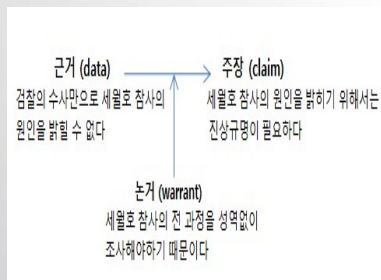 근거 (data)
주장 (claim)
검찰의 수사만으로 세월호 참사의
원인을 밝힐 수 없다
세월호 참사의 원인을 밝히기 위해서는
진상규명이 필요하다
논거 (warrant)
세월호 참사의 전 과정을 성역없이
조사해야하기 때문이다